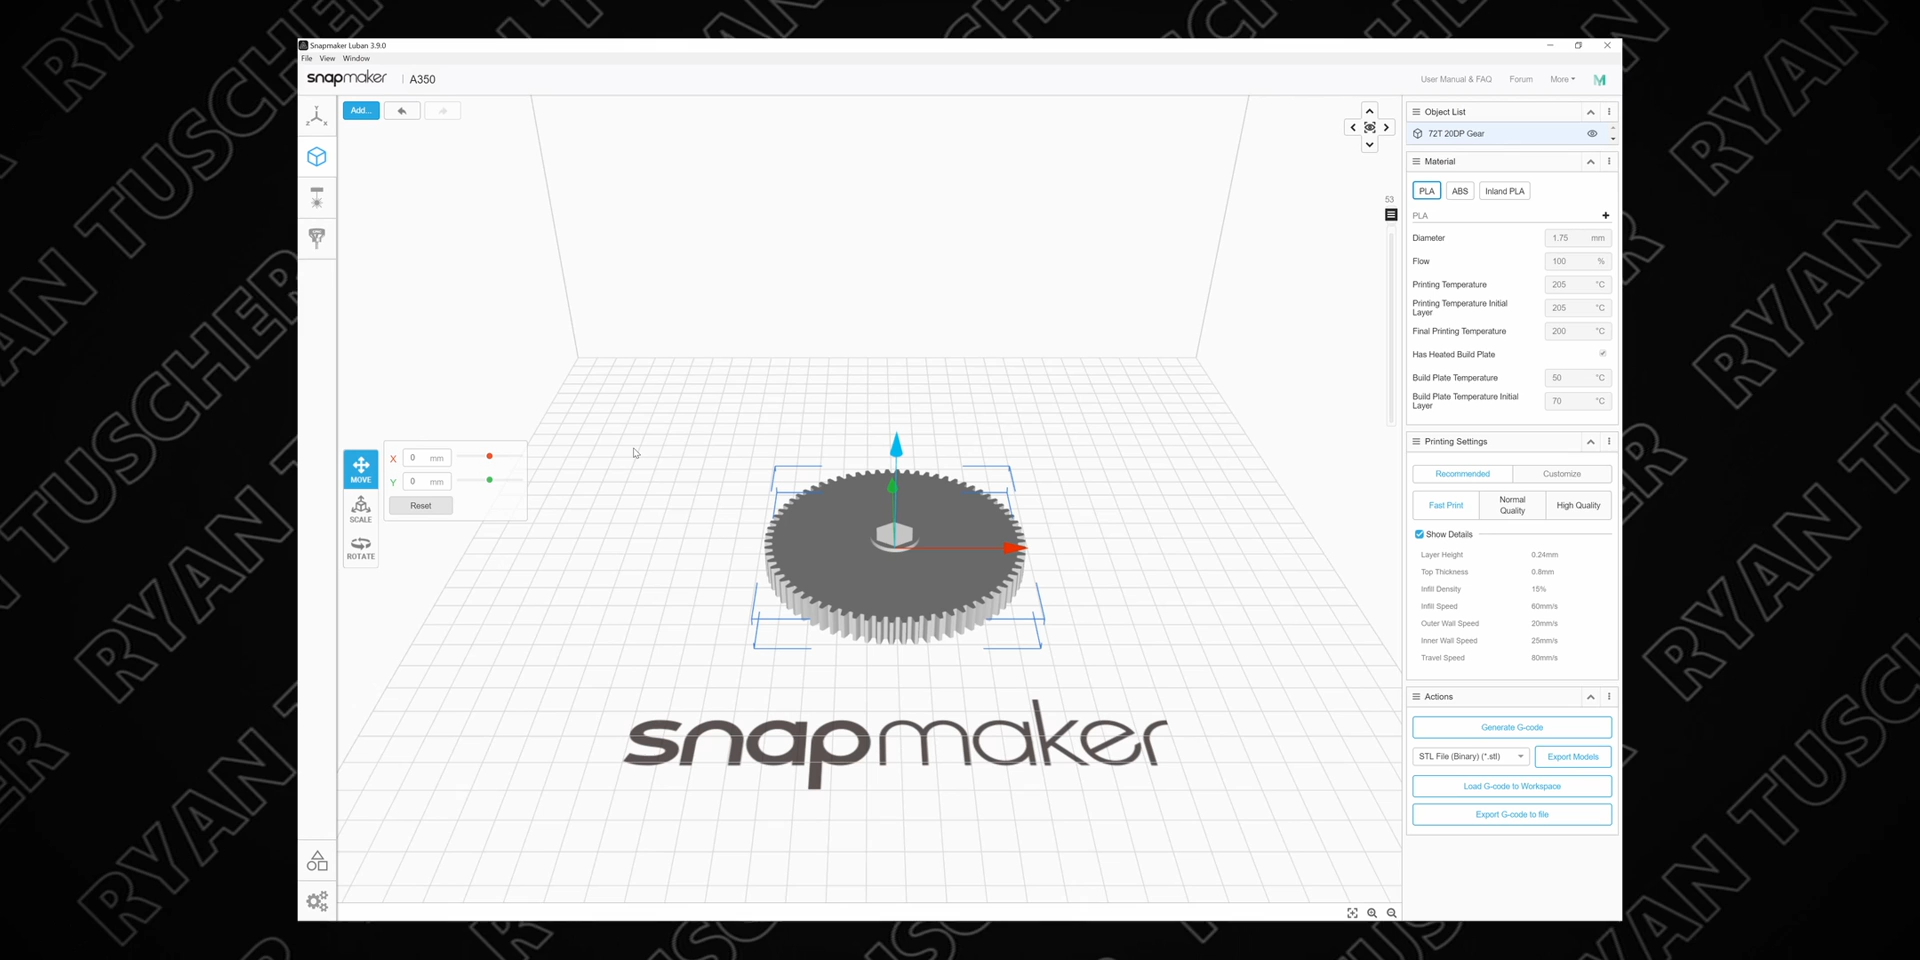 RYAN TUSCHER
Snapmaker Luban 3.9.0
File View Window
snapmaker | A350
User Manual & FAQ Forum More
Add...
53
MOVE
SCALE
ROTATE
X 0 mm
Y 0 mm
Reset
snapmaker
Object List
72T 20DP Gear
Material
PLA ABS Inland PLA
PLA
Diameter 1.75 mm
Flow 100 %
Printing Temperature 205 °C
Printing Temperature Initial
Layer 205 °C
Final Printing Temperature 200 °C
Has Heated Build Plate
Build Plate Temperature 50 °C
Build Plate Temperature Initial
Layer 70 °C
Printing Settings
Recommended Customize
Fast Print Normal Quality High Quality
Show Details
Layer Height 0.24mm
Top Thickness 0.8mm
Infill Density 15%
Infill Speed 60mm/s
Outer Wall Speed 20mm/s
Inner Wall Speed 25mm/s
Travel Speed 80mm/s
Actions
Generate G-code
STL File (Binary) (*.stl) Export Models
Load G-code to Workspace
Export G-code to file